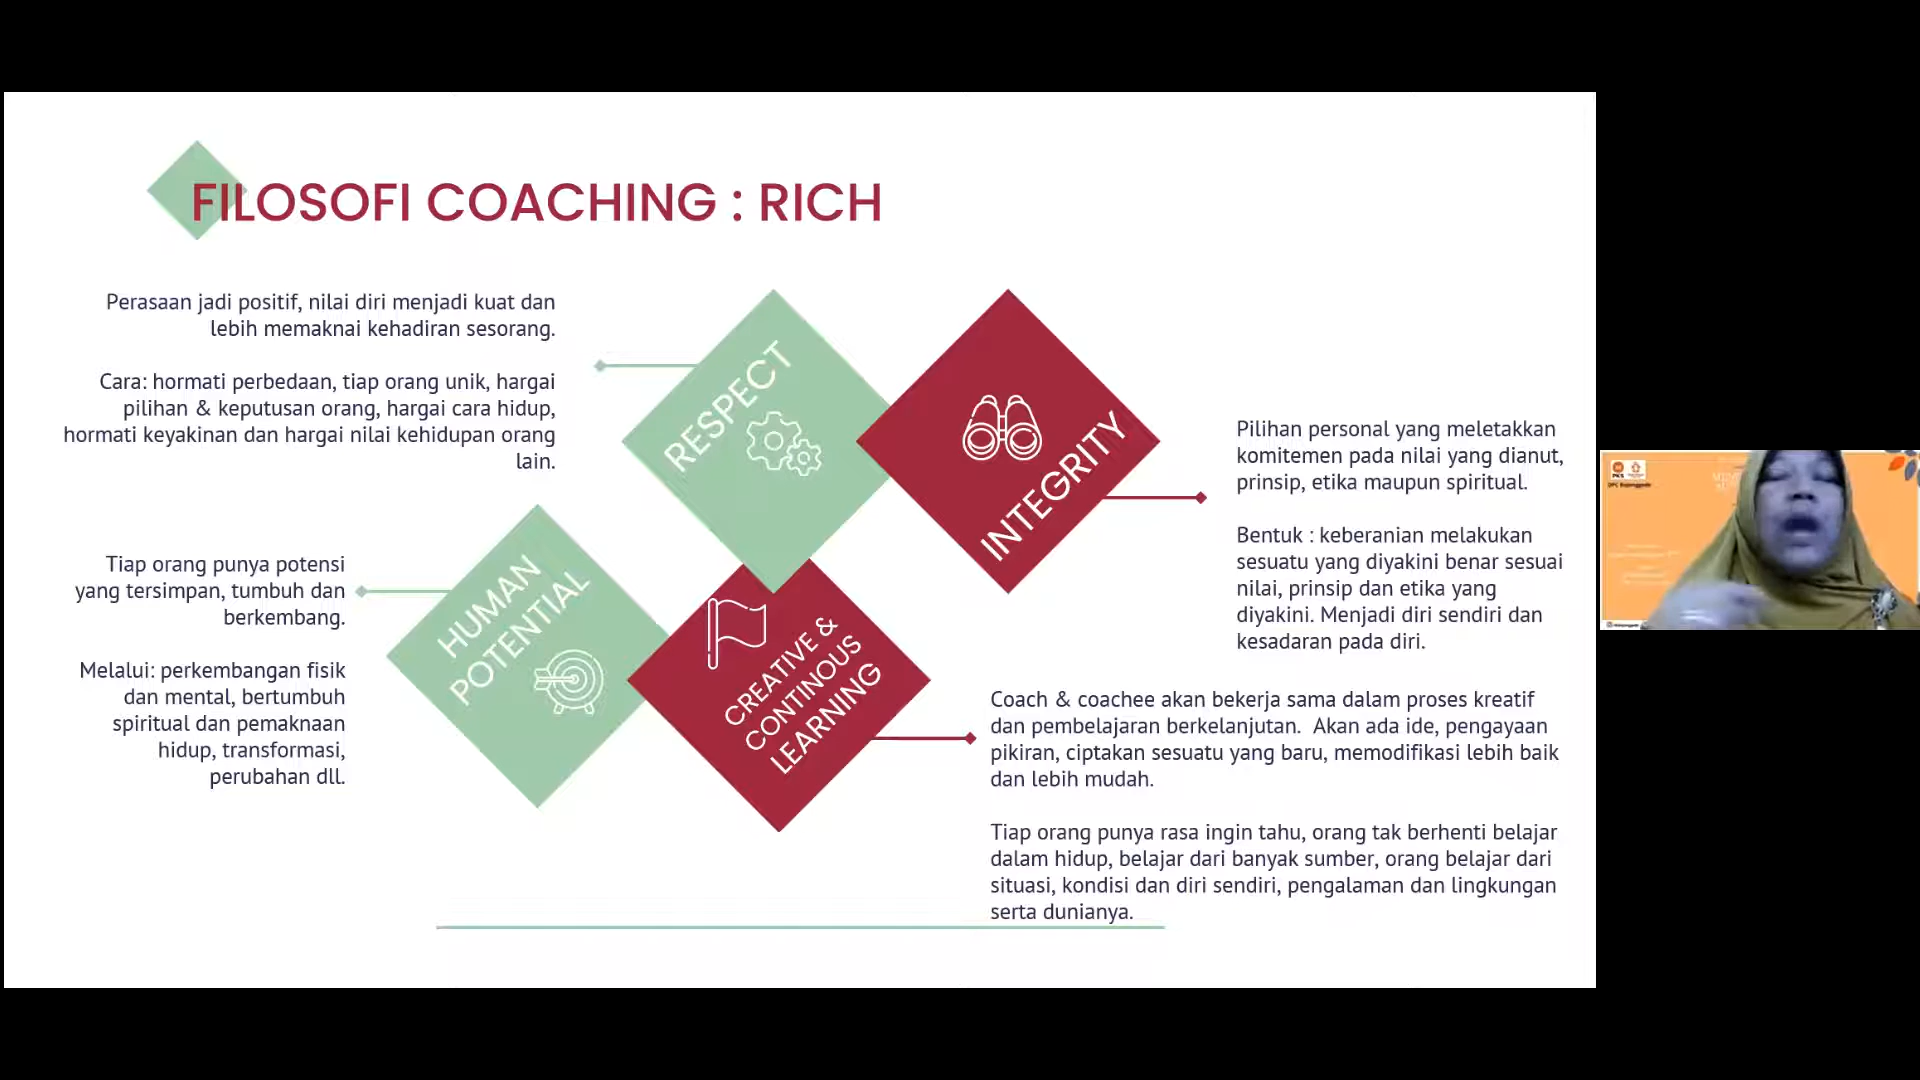 FILOSOFI COACHING : RICH
Perasaan jadi positif, nilai diri menjadi kuat dan
lebih memaknai kehadiran sesorang.
Cara: hormati perbedaan, tiap orang unik, hargai
pilihan & keputusan orang, hargai cara hidup,
hormati keyakinan dan hargai nilai kehidupan orang
lain.
RESPECT
INTEGRITY
Pilihan personal yang meletakkan
komitemen pada nilai yang dianut,
prinsip, etika maupun spiritual.
Bentuk : keberanian melakukan
sesuatu yang diyakini benar sesuai
nilai, prinsip dan etika yang
diyakini. Menjadi diri sendiri dan
kesadaran pada diri.
Tiap orang punya potensi
yang tersimpan, tumbuh dan
berkembang.
Melalui: perkembangan fisik
dan mental, bertumbuh
spiritual dan pemaknaan
hidup, transformasi,
perubahan dll.
HUMAN
POTENTIAL
CREATIVE &
CONTINOUS
LEARNING
Coach & coachee akan bekerja sama dalam proses kreatif
dan pembelajaran berkelanjutan.  Akan ada ide, pengayaan
pikiran, ciptakan sesuatu yang baru, memodifikasi lebih baik
dan lebih mudah.
Tiap orang punya rasa ingin tahu, orang tak berhenti belajar
dalam hidup, belajar dari banyak sumber, orang belajar dari
situasi, kondisi dan diri sendiri, pengalaman dan lingkungan
serta dunianya.
PKS